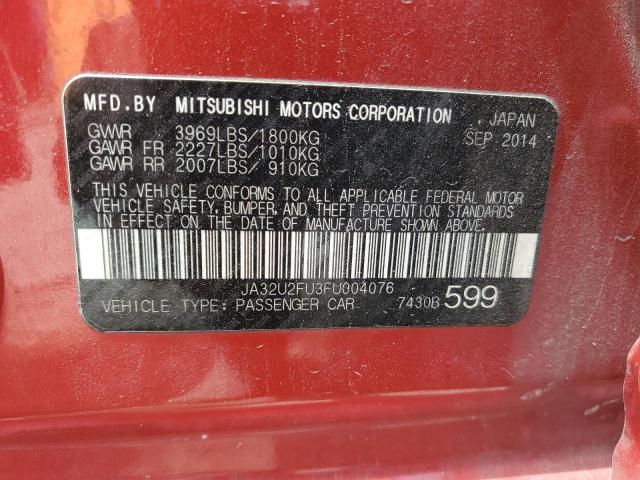 MFD.BY MITSUBISHI MOTORS CORPORATION, JAPAN
GVWR 3969LBS/1800KG SEP 2014
GAWR FR 2227LBS/1010KG
GAWR RR 2007LBS/ 910KG
THIS VEHICLE CONFORMS TO ALL APPLICABLE FEDERAL MOTOR
VEHICLE SAFETY, BUMPER, AND THEFT PREVENTION STANDARDS
IN EFFECT ON THE DATE OF MANUFACTURE SHOWN ABOVE.
JA32U2FU3FU004076
VEHICLE TYPE: PASSENGER CAR 7430B 599